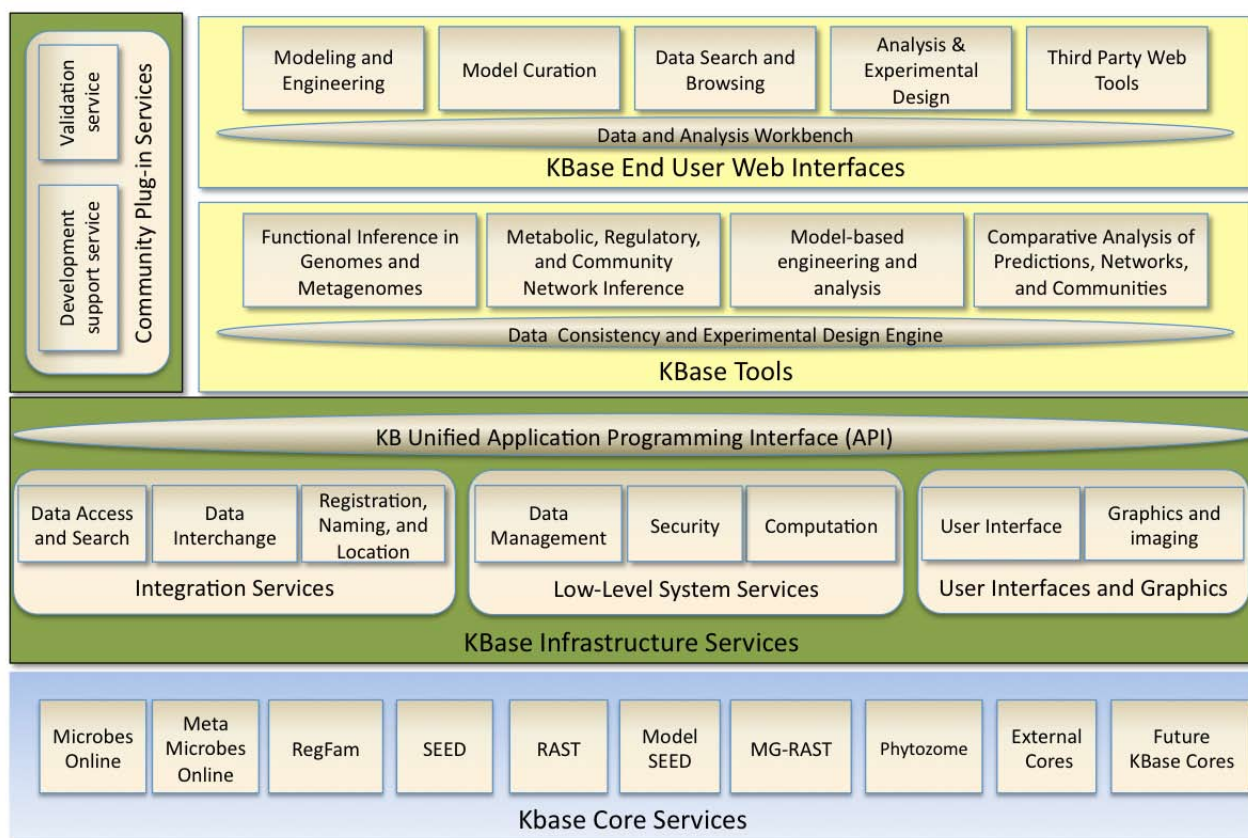 Validation
service
Development
support service
Community Plug-in Services
Modeling and
Engineering
Model Curation
Data Search and
Browsing
Analysis &
Experimental
Design
Third Party Web
Tools
Data and Analysis Workbench
KBase End User Web Interfaces
Functional Inference in
Genomes and
Metagenomes
Metabolic, Regulatory,
and Community
Network Inference
Model-based
engineering and
analysis
Comparative Analysis of
Predictions, Networks,
and Communities
Data Consistency and Experimental Design Engine
KBase Tools
KB Unified Application Programming Interface (API)
Data Access
and Search
Data
Interchange
Registration,
Naming, and
Location
Integration Services
Data
Management
Security
Computation
Low-Level System Services
User Interface
Graphics and
imaging
User Interfaces and Graphics
KBase Infrastructure Services
Microbes
Online
Meta
Microbes
Online
RegFam
SEED
RAST
Model
SEED
MG-RAST
Phytozome
External
Cores
Future
KBase Cores
Kbase Core Services